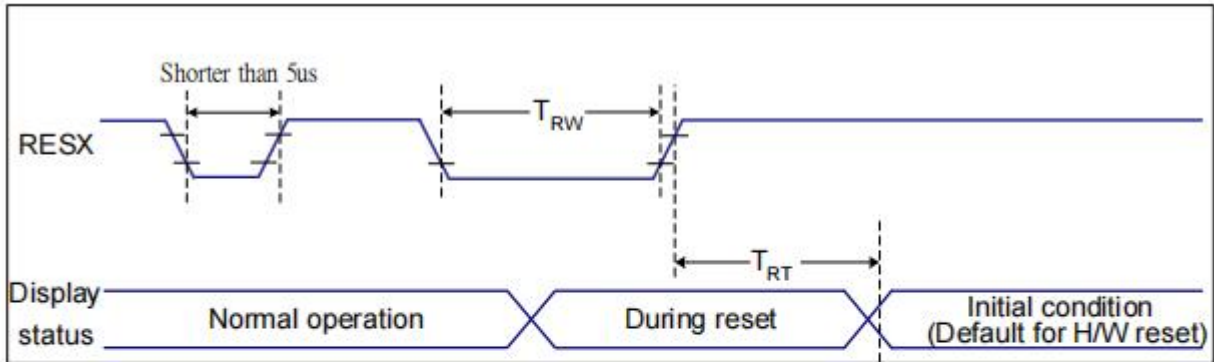 Shorter than 5us
RESX
TRW
TRT
Display
status
Normal operation
During reset
Initial condition
(Default for H/W reset)